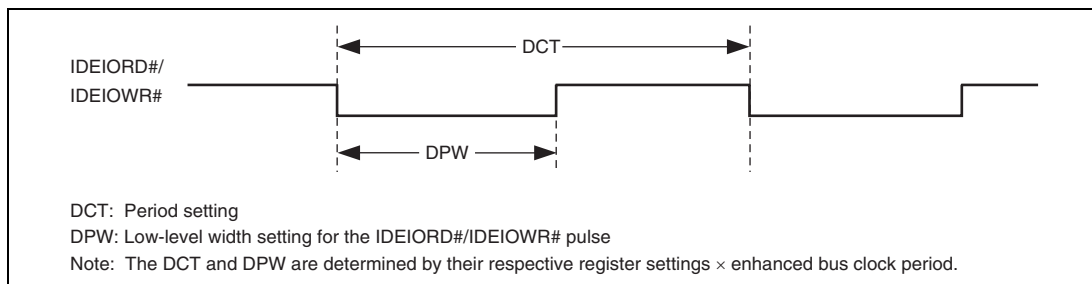 DCT
IDEIORD#/
IDEIOWR#
DPW
DCT: Period setting
DPW: Low-level width setting for the IDEIORD#/IDEIOWR# pulse
Note: The DCT and DPW are determined by their respective register settings × enhanced bus clock period.